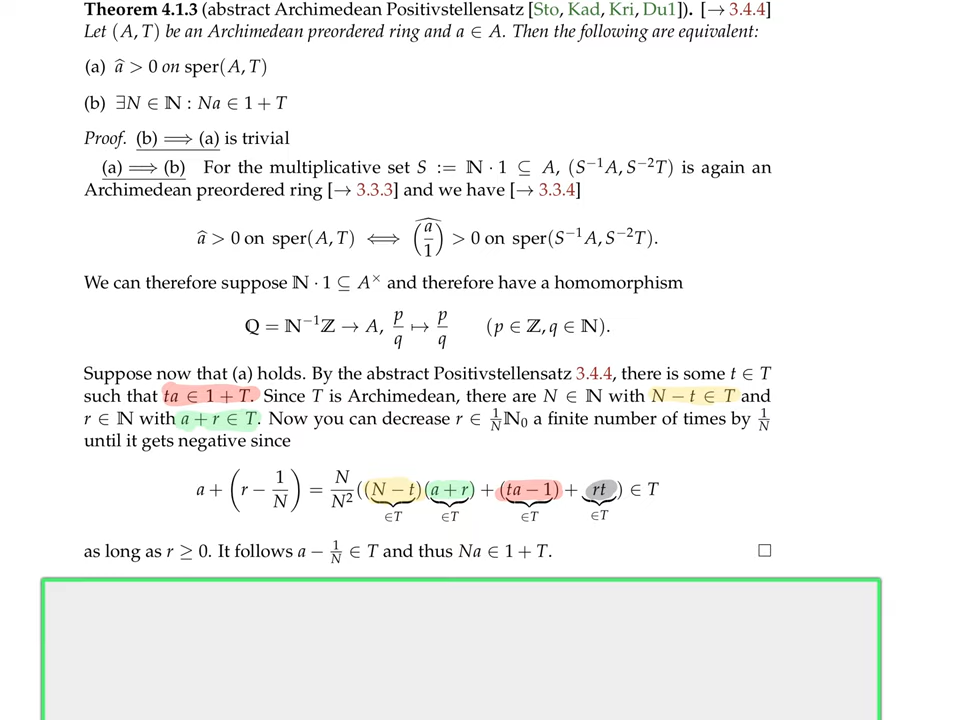 Theorem 4.1.3 (abstract Archimedean Positivstellensatz [Sto, Kad, Kri, Du1]). [→ 3.4.4]
Let (A, T) be an Archimedean preordered ring and a ∈ A. Then the following are equivalent:
(a) â > 0 on sper(A, T)
(b) ∃N ∈ ℕ : Na ∈ 1 + T
Proof. (b) ⟹ (a) is trivial
(a) ⟹ (b) For the multiplicative set S := ℕ · 1 ⊆ A, (S⁻¹A, S⁻²T) is again an
Archimedean preordered ring [→ 3.3.3] and we have [→ 3.3.4]
â > 0 on sper(A, T) ⟺ \widehat{(a/1)} > 0 on sper(S⁻¹A, S⁻²T).
We can therefore suppose ℕ · 1 ⊆ A^× and therefore have a homomorphism
ℚ = ℕ⁻¹ℤ → A, p/q ↦ p/q (p ∈ ℤ, q ∈ ℕ).
Suppose now that (a) holds. By the abstract Positivstellensatz 3.4.4, there is some t ∈ T
such that ta ∈ 1 + T. Since T is Archimedean, there are N ∈ ℕ with N − t ∈ T and
r ∈ ℕ with a + r ∈ T. Now you can decrease r ∈ 1/N ℕ₀ a finite number of times by 1/N
until it gets negative since
a + (r − 1/N) = N/N² ((N − t)(a + r) + (ta − 1) + rt) ∈ T
∈T ∈T ∈T ∈T
as long as r ≥ 0. It follows a − 1/N ∈ T and thus Na ∈ 1 + T. □